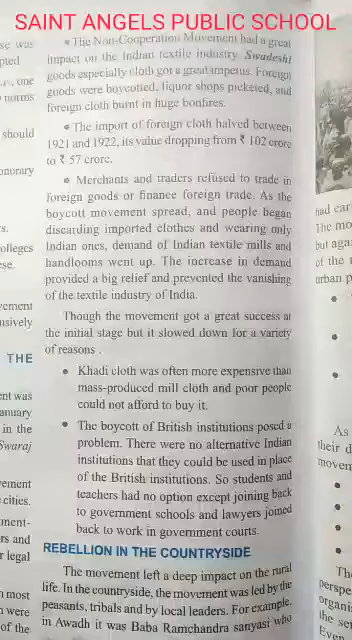 SAINT ANGELS PUBLIC SCHOOL
se was
pted
one
norms
should
onorary
s.
olleges
se.
vement
nsively
THE
ent was
anuary
in the
Swaraj
vement
cities.
ment-
rs and
r legal
n most
n were
of the
• The Non-Cooperation Movement had a great
impact on the Indian textile industry. Swadeshi
goods especially cloth got a great impetus. Foreign
goods were boycotted, liquor shops picketed, and
foreign cloth burnt in huge bonfires.
• The import of foreign cloth halved between
1921 and 1922, its value dropping from ₹ 102 crore
to ₹ 57 crore.
• Merchants and traders refused to trade in
foreign goods or finance foreign trade. As the
boycott movement spread, and people began
discarding imported clothes and wearing only
Indian ones, demand of Indian textile mills and
handlooms went up. The increase in demand
provided a big relief and prevented the vanishing
of the textile industry of India.
Though the movement got a great success at
the initial stage but it slowed down for a variety
of reasons .
• Khadi cloth was often more expensive than
mass-produced mill cloth and poor people
could not afford to buy it.
• The boycott of British institutions posed a
problem. There were no alternative Indian
institutions that they could be used in place
of the British institutions. So students and
teachers had no option except joining back
to government schools and lawyers joined
back to work in government courts.
REBELLION IN THE COUNTRYSIDE
The movement left a deep impact on the rural
life. In the countryside, the movement was led by the
peasants, tribals and by local leaders. For example,
in Awadh it was Baba Ramchandra sanyasi who
had ear
The mo
but aga
of the
urban p
As
their d
movem
The
perspe
organi
the se
Even